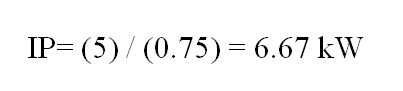 IP= (5) / (0.75) = 6.67 kW